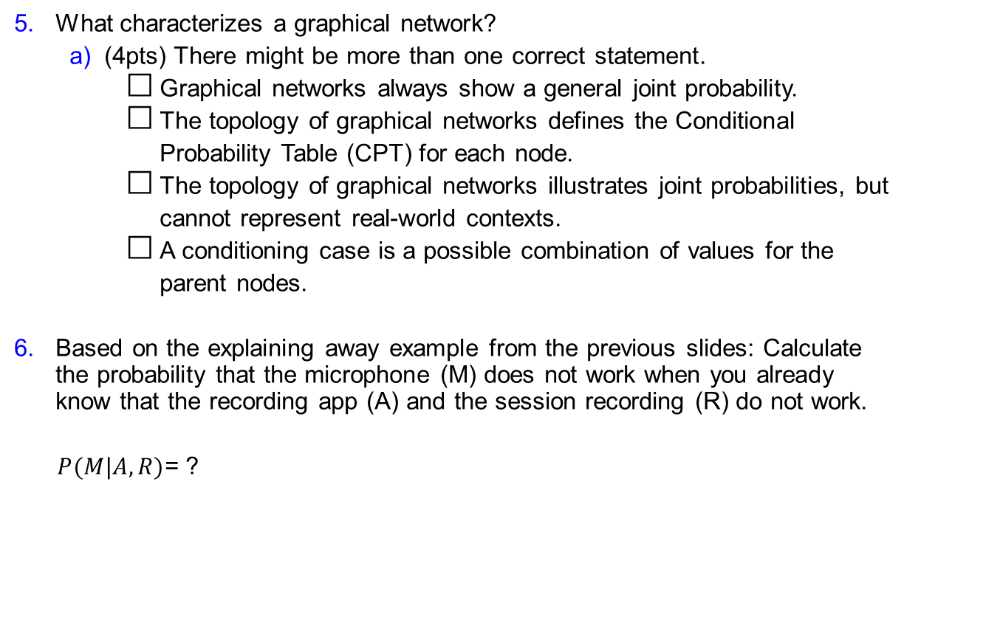 5. What characterizes a graphical network?
a) (4pts) There might be more than one correct statement.
☐ Graphical networks always show a general joint probability.
☐ The topology of graphical networks defines the Conditional
Probability Table (CPT) for each node.
☐ The topology of graphical networks illustrates joint probabilities, but
cannot represent real-world contexts.
☐ A conditioning case is a possible combination of values for the
parent nodes.
6. Based on the explaining away example from the previous slides: Calculate
the probability that the microphone (M) does not work when you already
know that the recording app (A) and the session recording (R) do not work.
P(M|A, R)= ?